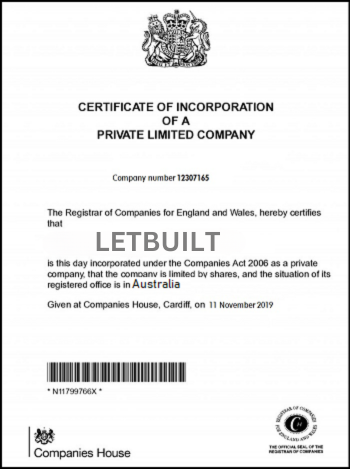 CERTIFICATE OF INCORPORATION
OF A
PRIVATE LIMITED COMPANY
Company number 12307165
The Registrar of Companies for England and Wales, hereby certifies
that
LETBUILT
is this day incorporated under the Companies Act 2006 as a private
company, that the company is limited by shares, and the situation of its
registered office is in Australia
Given at Companies House, Cardiff, on 11 November 2019
* N11799766X *
Companies House
THE OFFICIAL SEAL OF THE
REGISTRAR OF COMPANIES